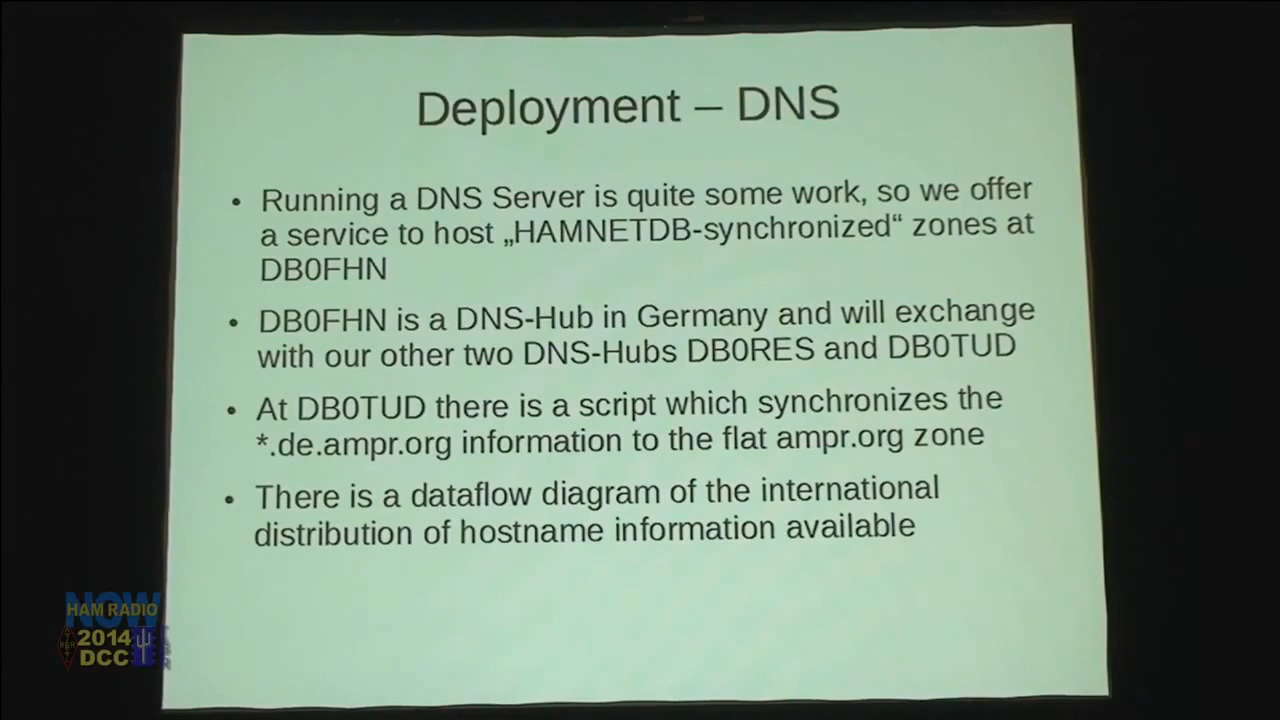 Deployment – DNS
• Running a DNS Server is quite some work, so we offer
a service to host „HAMNETDB-synchronized“ zones at
DB0FHN
• DB0FHN is a DNS-Hub in Germany and will exchange
with our other two DNS-Hubs DB0RES and DB0TUD
• At DB0TUD there is a script which synchronizes the
*.de.ampr.org information to the flat ampr.org zone
• There is a dataflow diagram of the international
distribution of hostname information available
NOW
HAM RADIO
2014
DCC